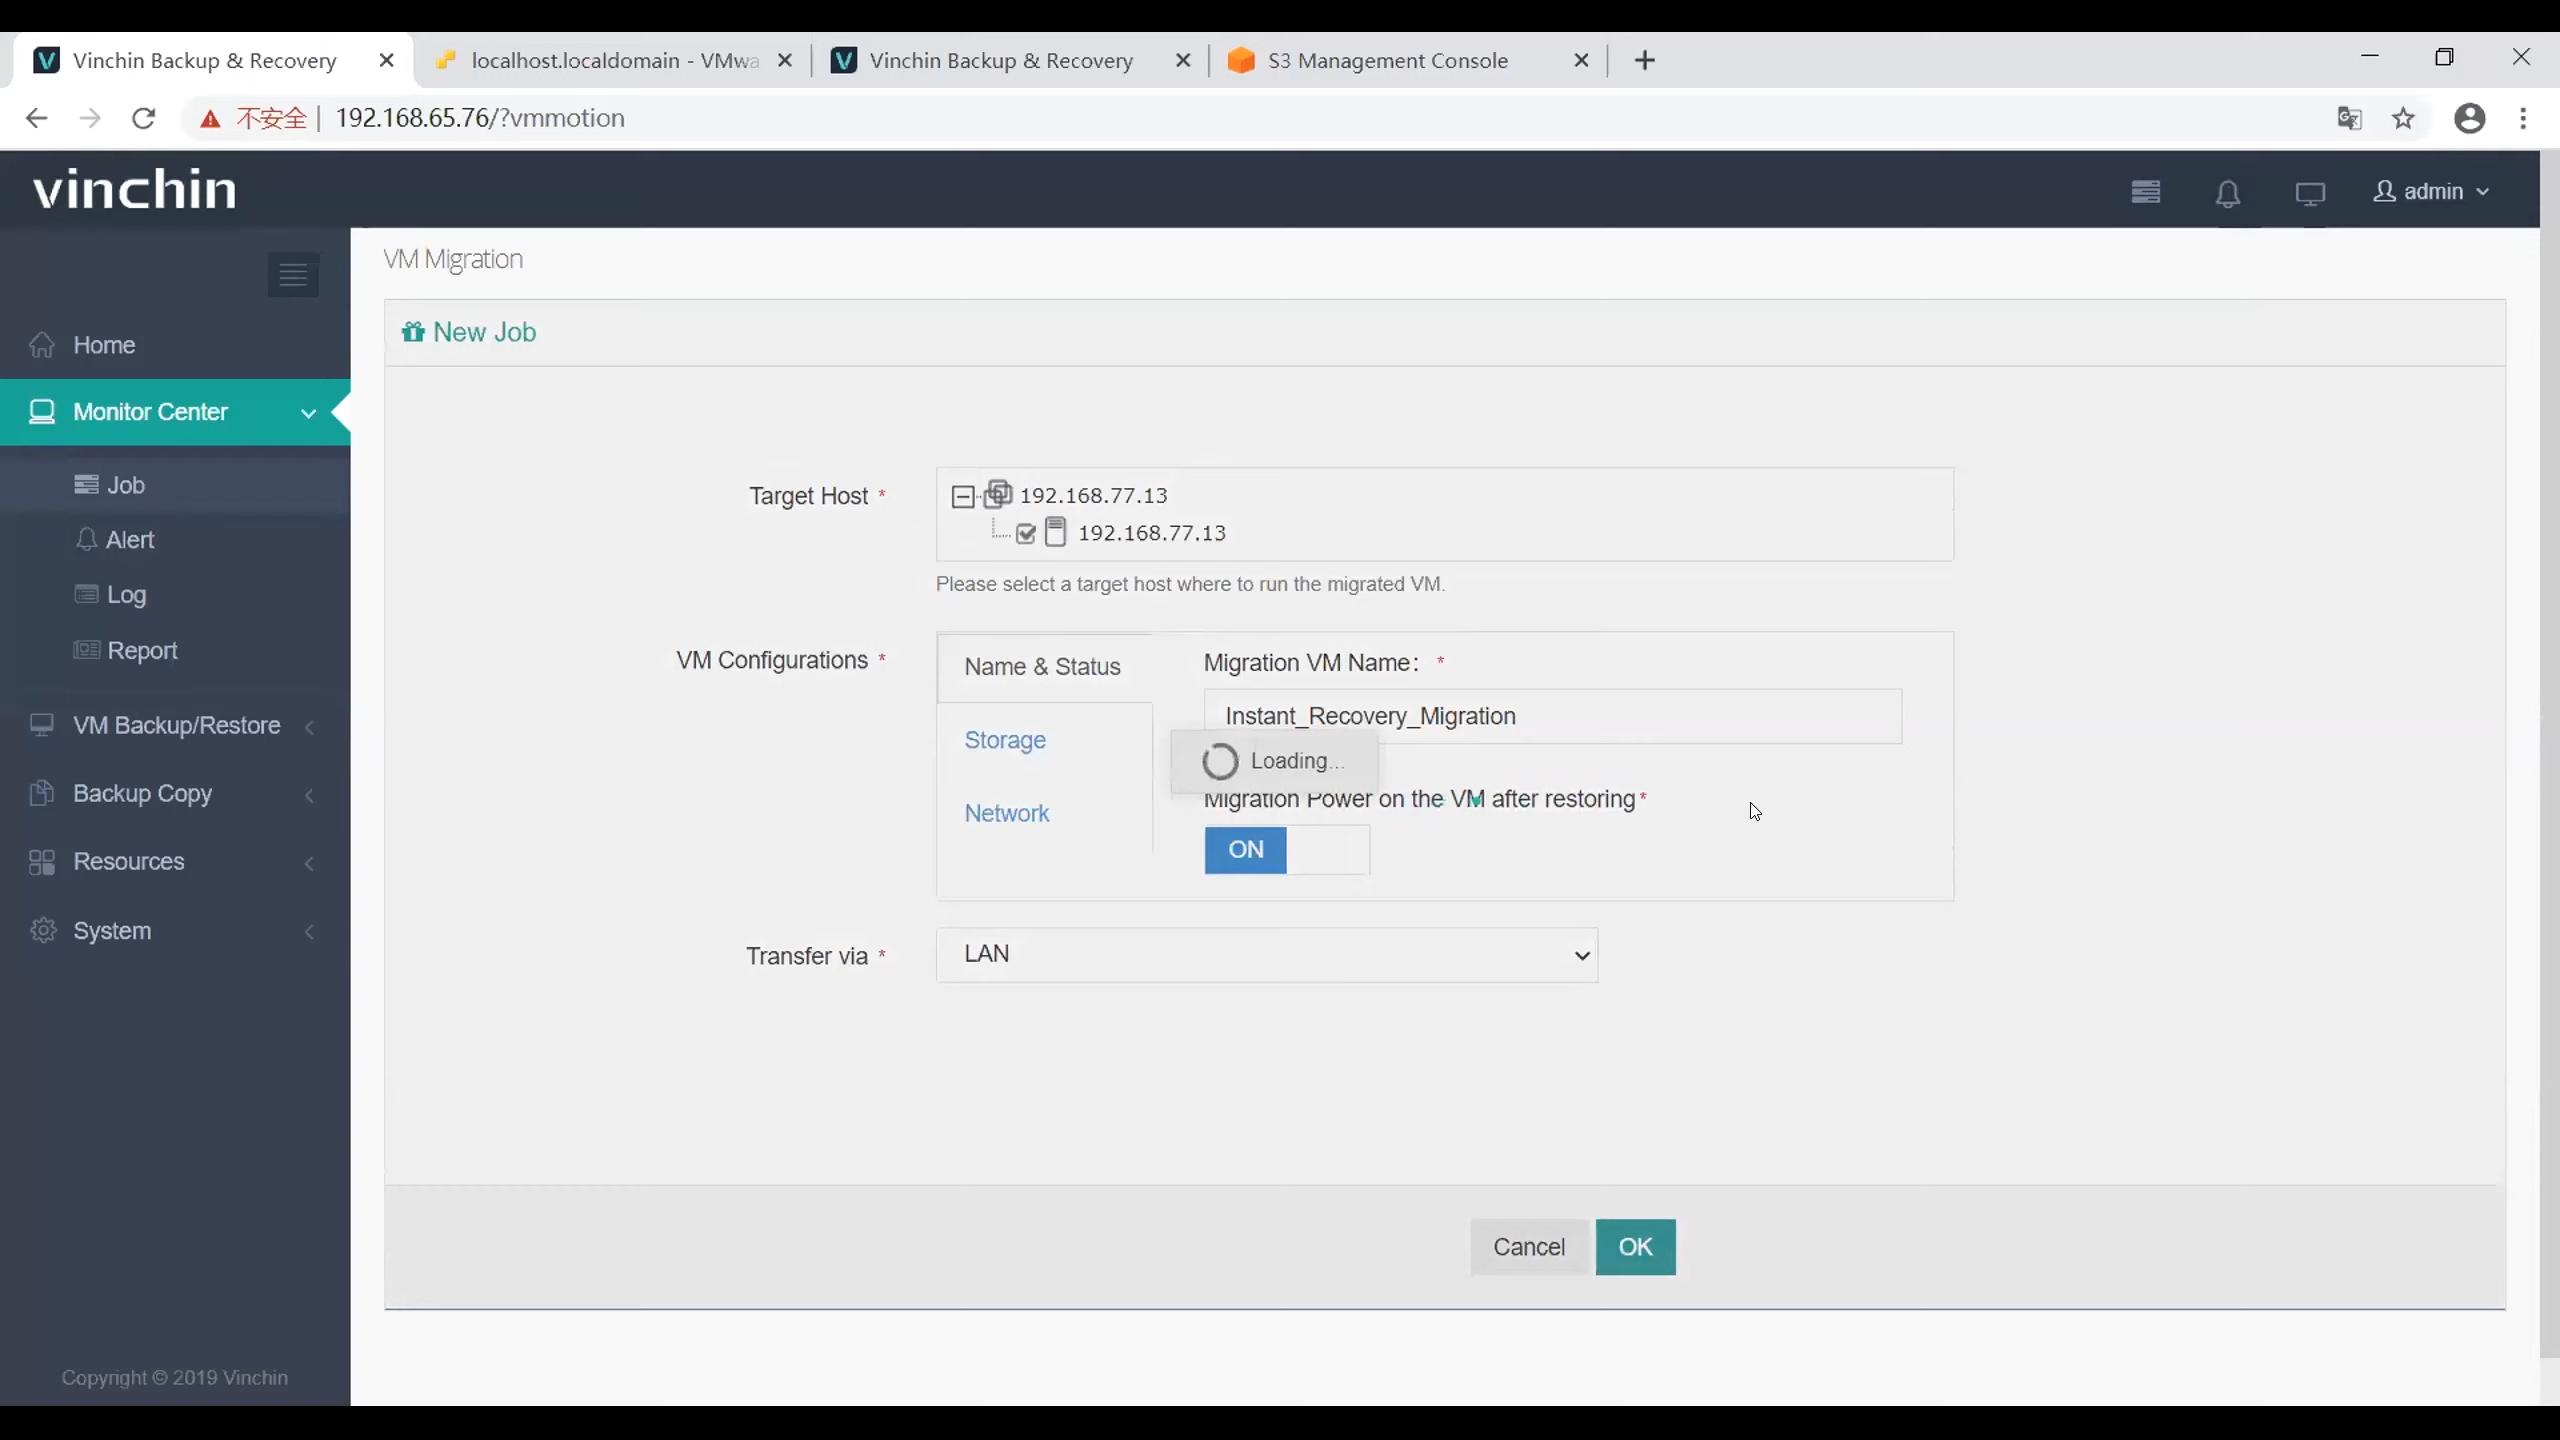 Vinchin Backup & Recovery
localhost.localdomain - VMwa
Vinchin Backup & Recovery
S3 Management Console
不安全 | 192.168.65.76/?vmmotion
vinchin
admin
VM Migration
New Job
Home
Monitor Center
Job
Alert
Log
Report
VM Backup/Restore
Backup Copy
Resources
System
Target Host *
192.168.77.13
192.168.77.13
Please select a target host where to run the migrated VM.
VM Configurations *
Name & Status
Storage
Network
Migration VM Name: *
Instant_Recovery_Migration
Loading...
Migration Power on the VM after restoring*
ON
Transfer via *
LAN
Cancel
OK
Copyright © 2019 Vinchin